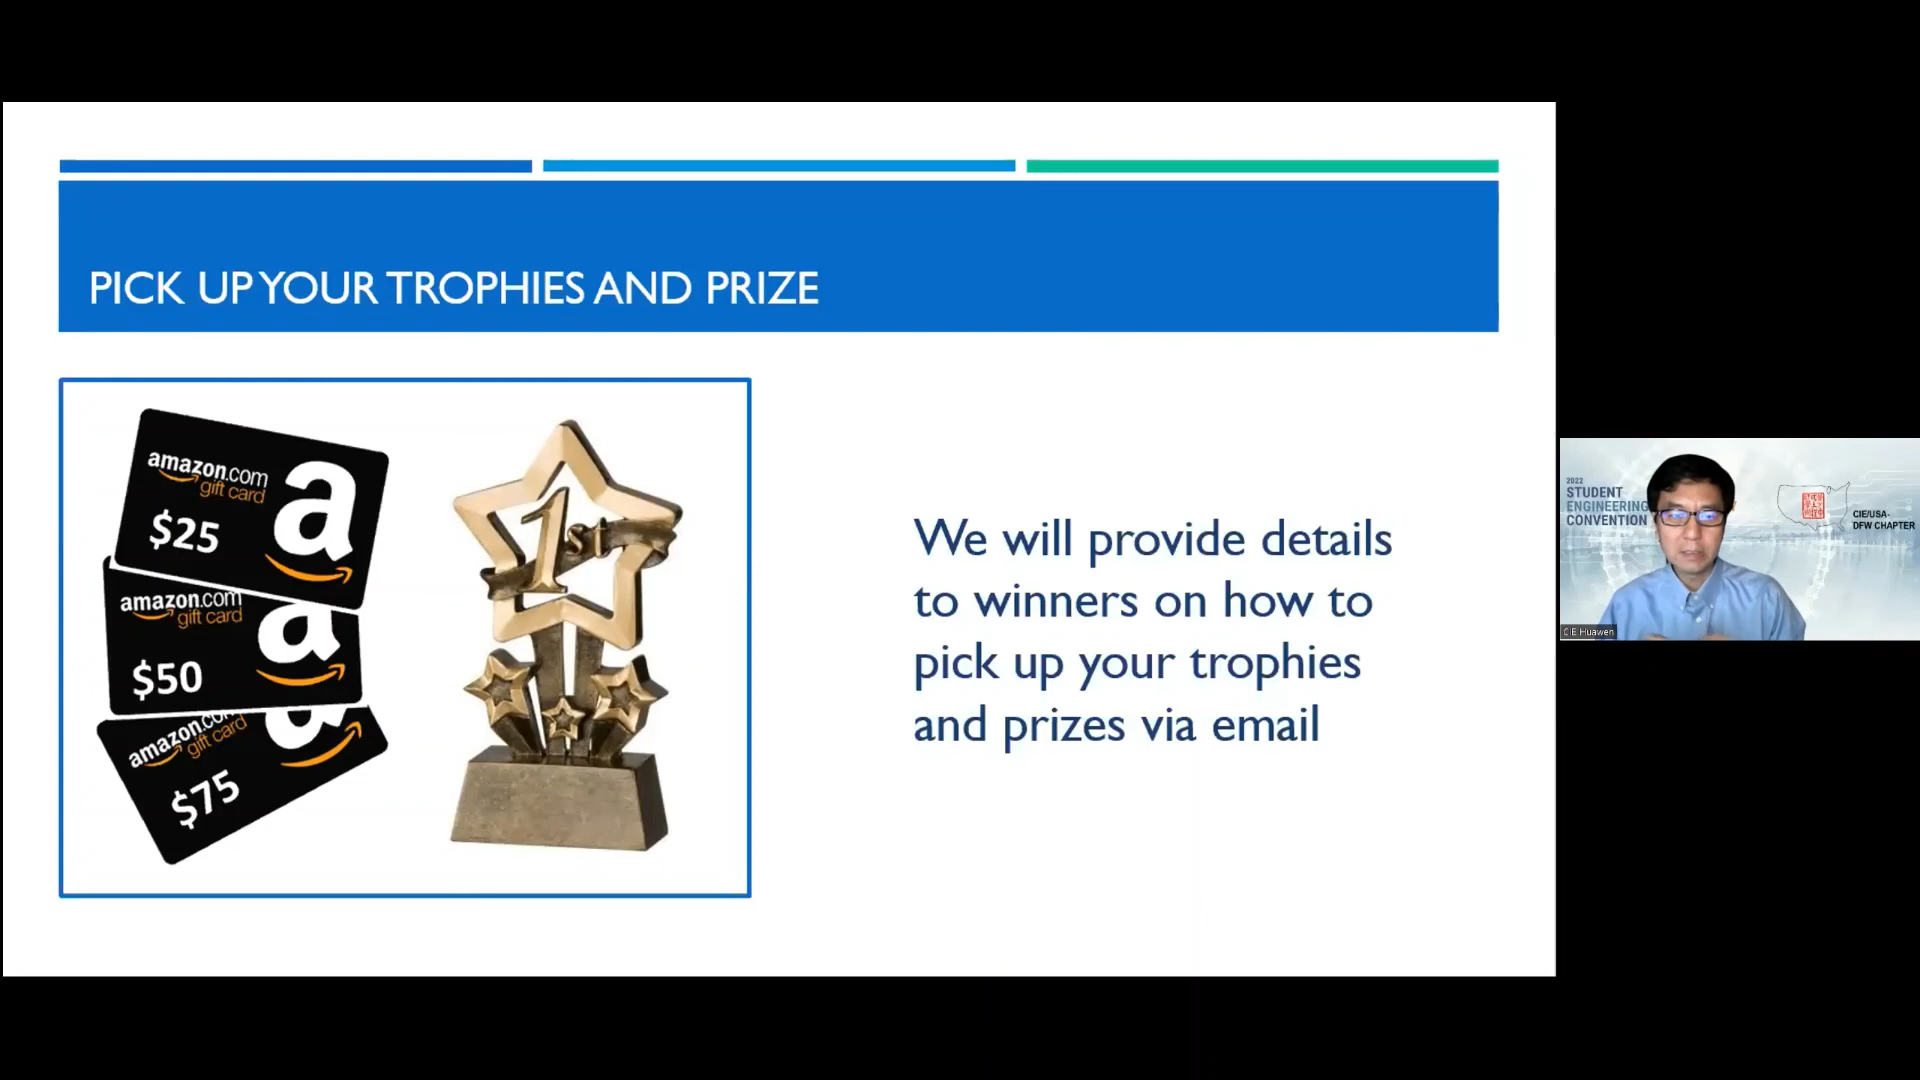 PICK UP YOUR TROPHIES AND PRIZE
amazon.com
gift card
$25
a
amazon.com
gift card
$50
a
amazon.com
gift card
$75
a
1st
We will provide details
to winners on how to
pick up your trophies
and prizes via email
2022
STUDENT
ENGINEERING
CONVENTION
CIE/USA-
DFW CHAPTER
CIE Huawen